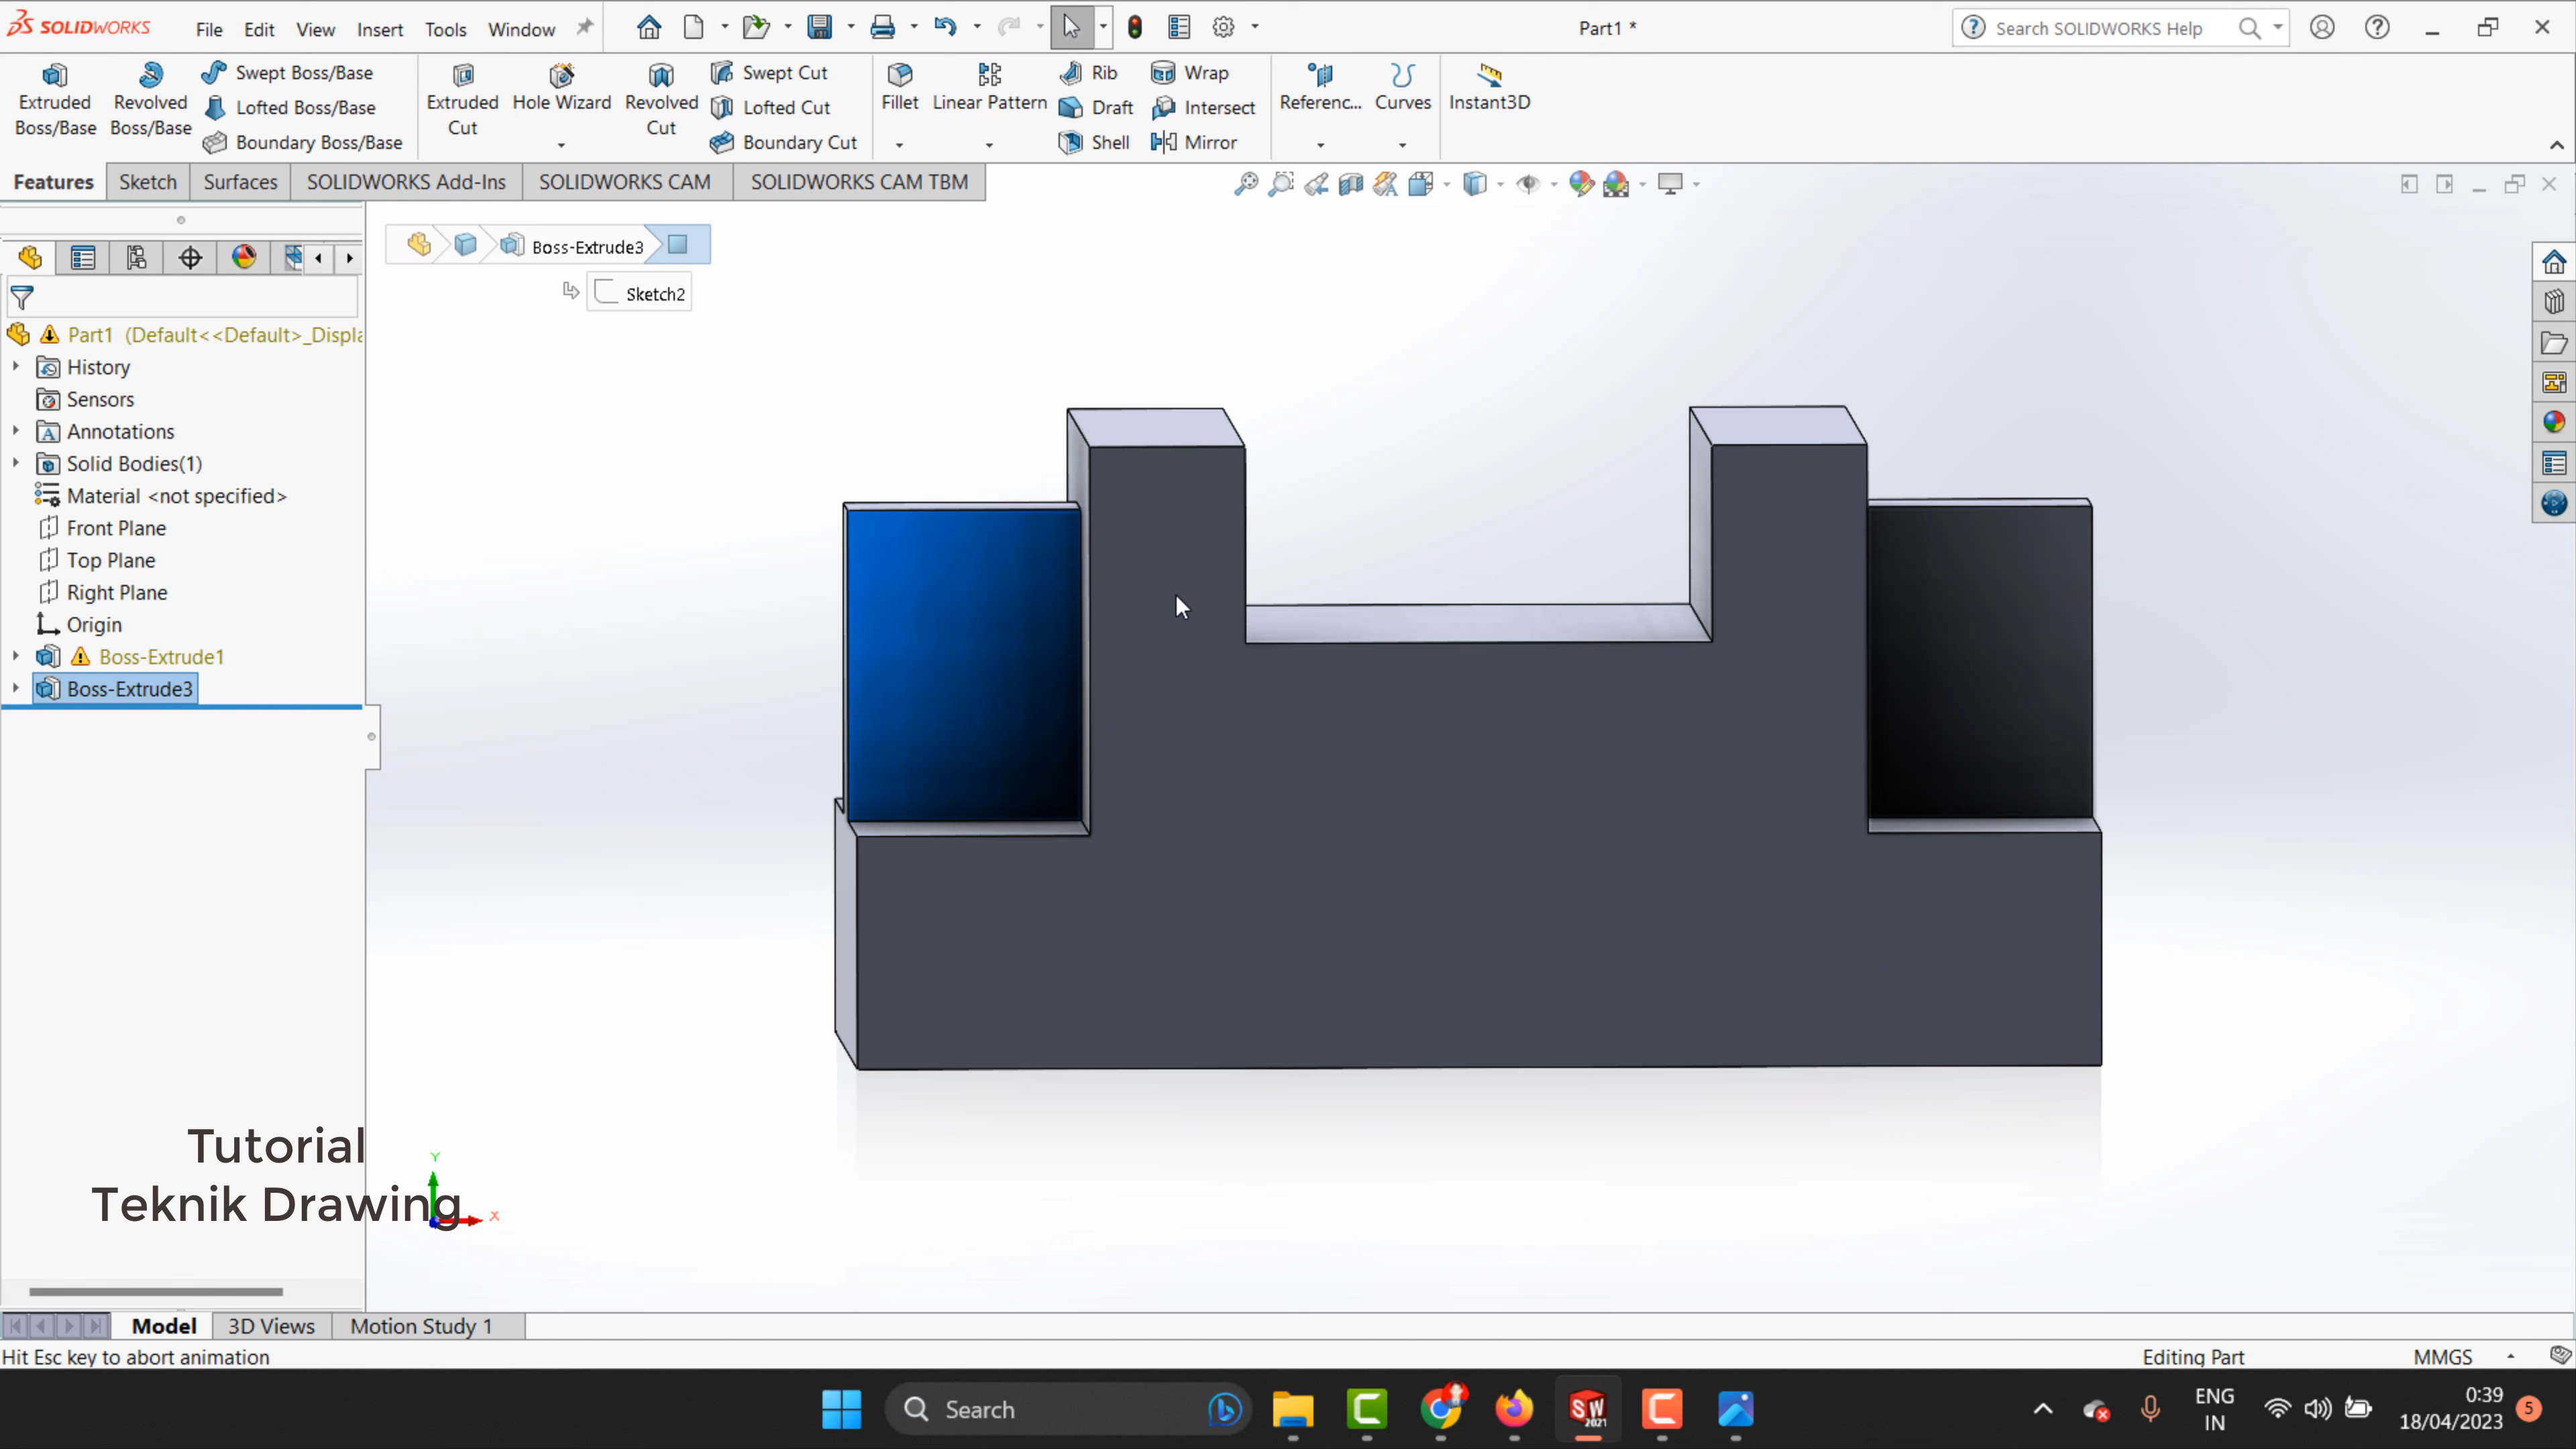 SOLIDWORKS File Edit View Insert Tools Window Part1 * Search SOLIDWORKS Help
Extruded Boss/Base
Revolved Boss/Base
Swept Boss/Base
Lofted Boss/Base
Boundary Boss/Base
Extruded Cut
Hole Wizard
Revolved Cut
Swept Cut
Lofted Cut
Boundary Cut
Fillet
Linear Pattern
Rib
Draft
Shell
Wrap
Intersect
Mirror
Referenc...
Curves
Instant3D
Features Sketch Surfaces SOLIDWORKS Add-Ins SOLIDWORKS CAM SOLIDWORKS CAM TBM
Boss-Extrude3
Sketch2
Part1 (Default<<Default>_Displa
History
Sensors
Annotations
Solid Bodies(1)
Material <not specified>
Front Plane
Top Plane
Right Plane
Origin
Boss-Extrude1
Boss-Extrude3
Tutorial
Teknik Drawing
Y
X
Model 3D Views Motion Study 1
Hit Esc key to abort animation Editing Part MMGS
Search
SW
2021
ENG
IN
0:39
18/04/2023
5